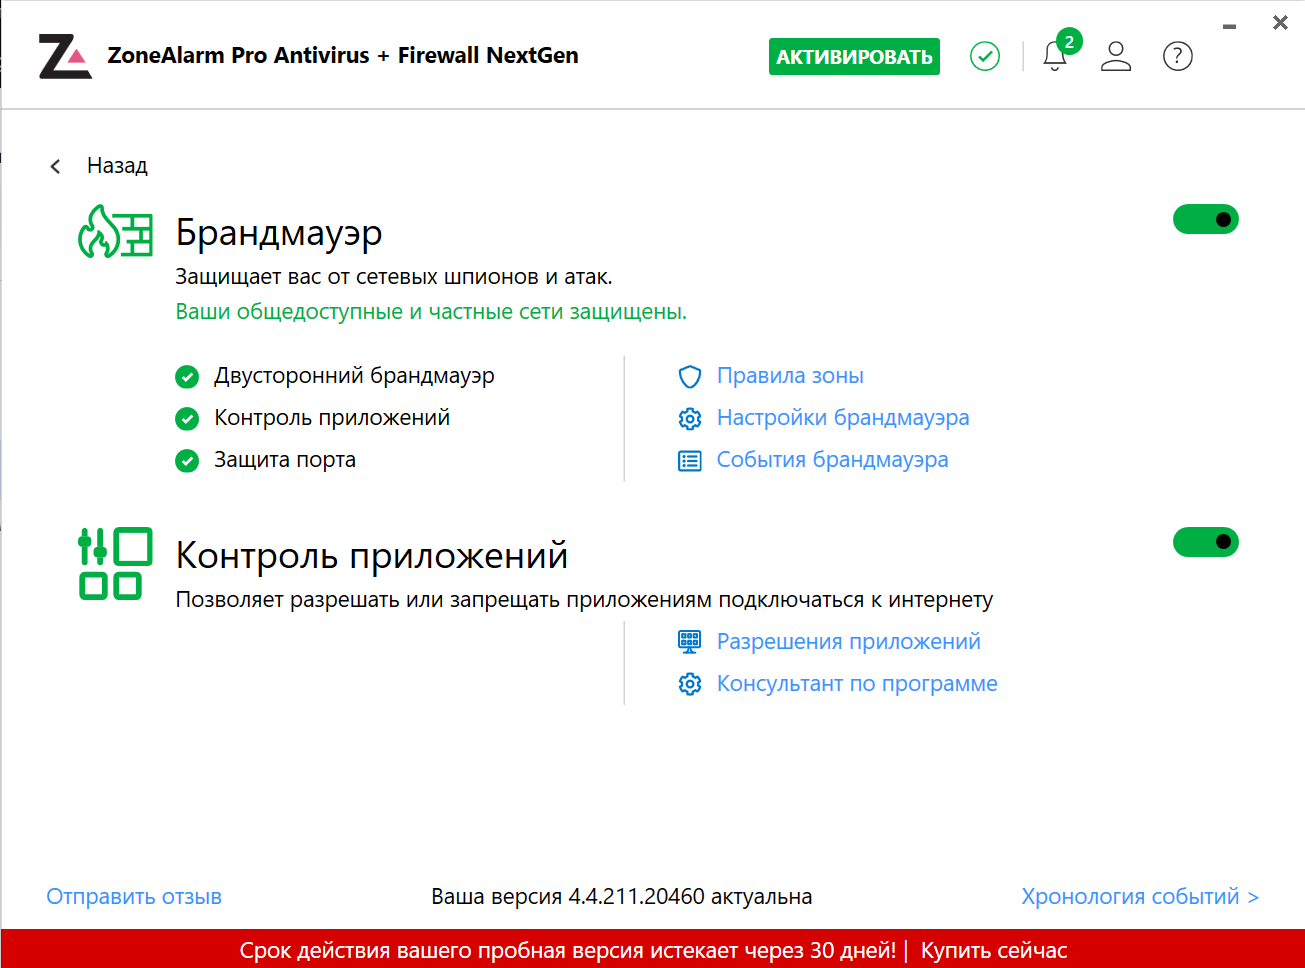 ZoneAlarm Pro Antivirus + Firewall NextGen
АКТИВИРОВАТЬ
2
?
Назад
Брандмауэр
Защищает вас от сетевых шпионов и атак.
Ваши общедоступные и частные сети защищены.
Двусторонний брандмауэр
Контроль приложений
Защита порта
Правила зоны
Настройки брандмауэра
События брандмауэра
Контроль приложений
Позволяет разрешать или запрещать приложениям подключаться к интернету
Разрешения приложений
Консультант по программе
Отправить отзыв
Ваша версия 4.4.211.20460 актуальна
Хронология событий >
Срок действия вашего пробная версия истекает через 30 дней! | Купить сейчас